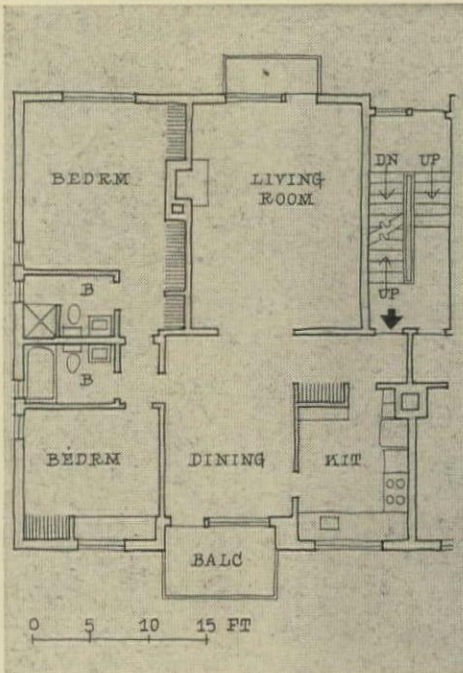 BEDRM
LIVING
ROOM
DN UP
UP
B
B
BEDRM
DINING
KIT
BALC
0 5 10 15 FT